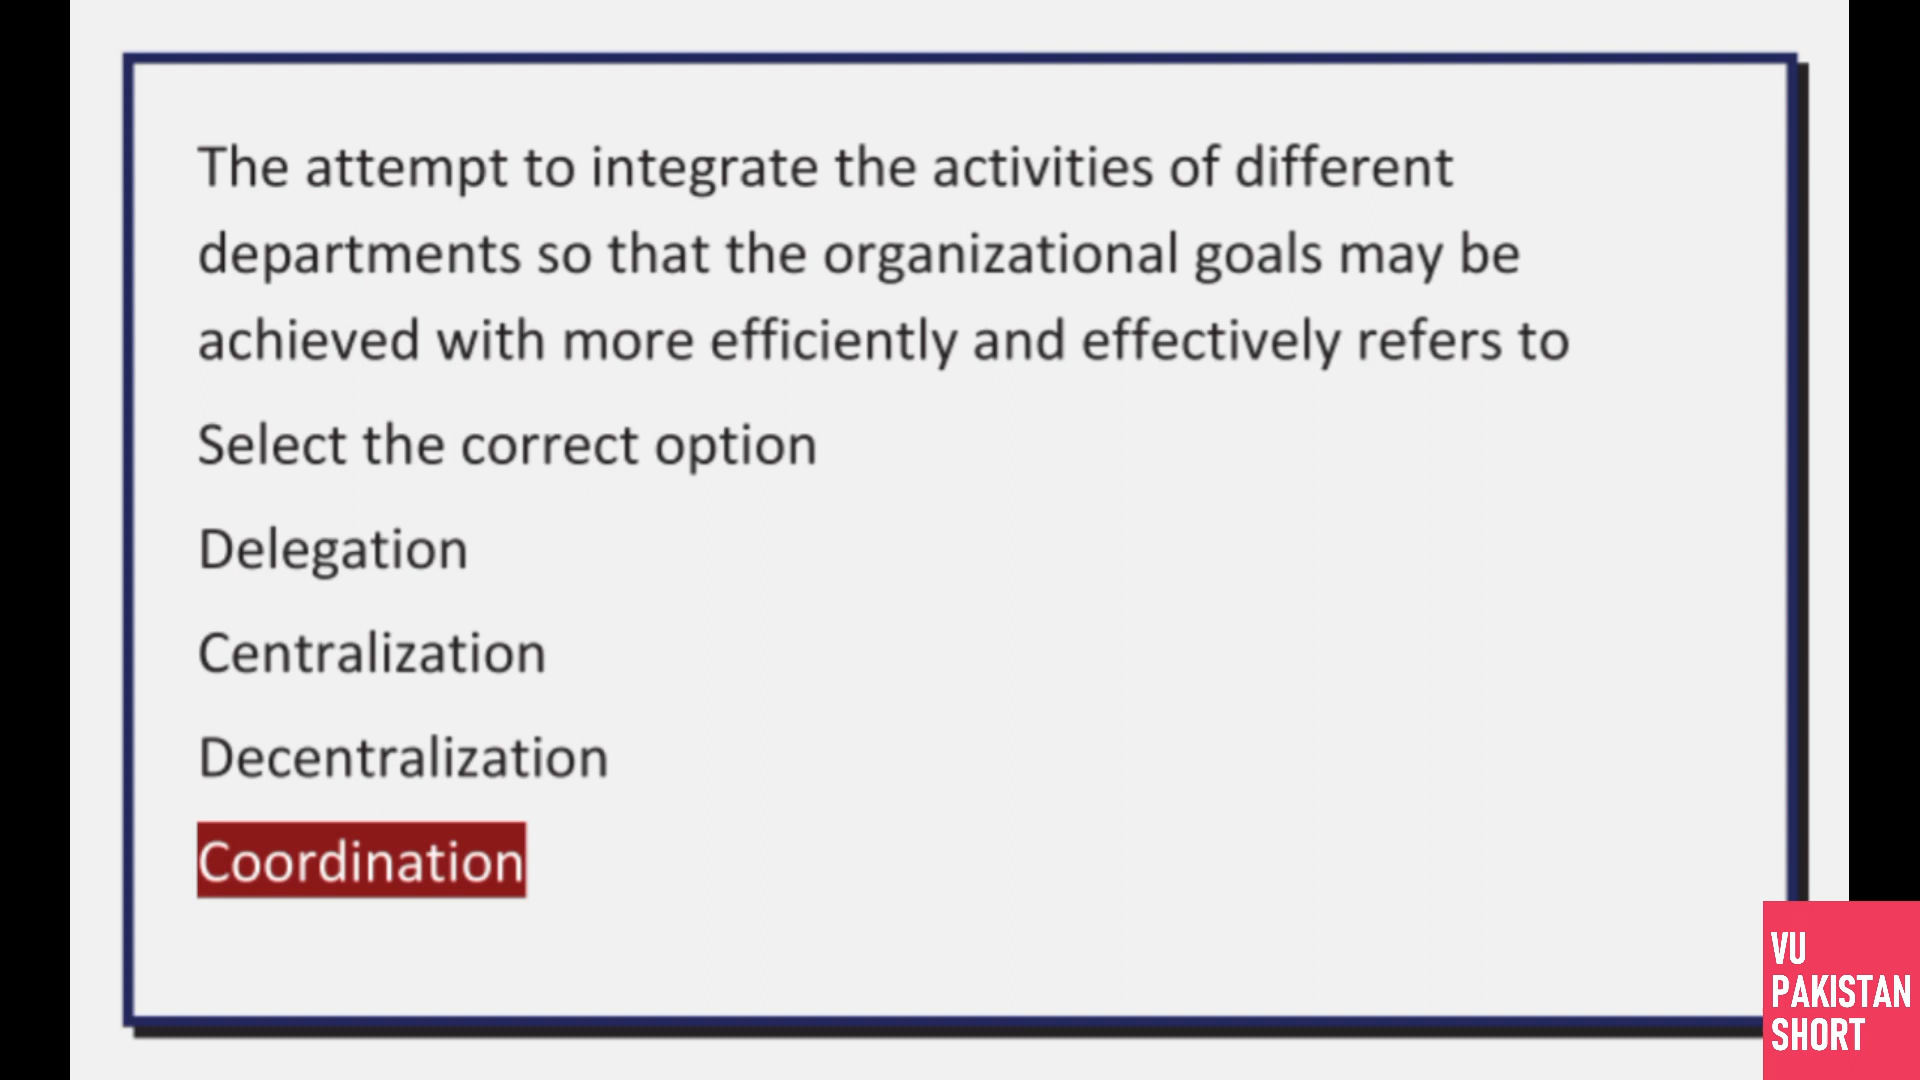 The attempt to integrate the activities of different
departments so that the organizational goals may be
achieved with more efficiently and effectively refers to
Select the correct option
Delegation
Centralization
Decentralization
Coordination
VU
PAKISTAN
SHORT